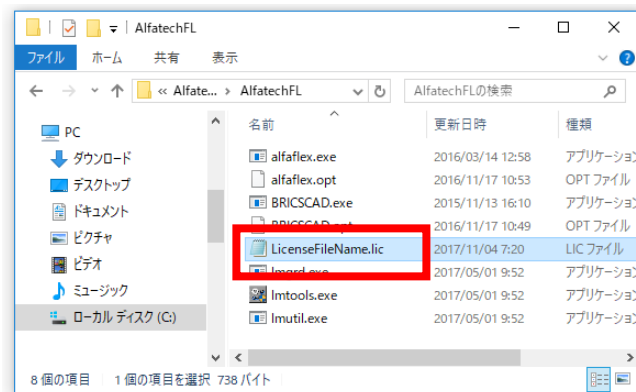 AlfatechFL
ファイル ホーム 共有 表示
« Alfate... › AlfatechFL AlfatechFLの検索
名前 更新日時 種類
PC
ダウンロード
デスクトップ
ドキュメント
ピクチャ
ビデオ
ミュージック
ローカル ディスク (C:)
alfaflex.exe 2016/03/14 12:58 アプリケーション
alfaflex.opt 2016/11/17 10:53 OPT ファイル
BRICSCAD.exe 2015/11/13 16:10 アプリケーション
BRICSCAD.opt 2016/11/17 10:49 OPT ファイル
LicenseFileName.lic 2017/11/04 7:20 LIC ファイル
lmgrd.exe 2017/05/01 9:52 アプリケーション
lmtools.exe 2017/05/01 9:52 アプリケーション
lmutil.exe 2017/05/01 9:52 アプリケーション
8 個の項目 1 個の項目を選択 738 バイト